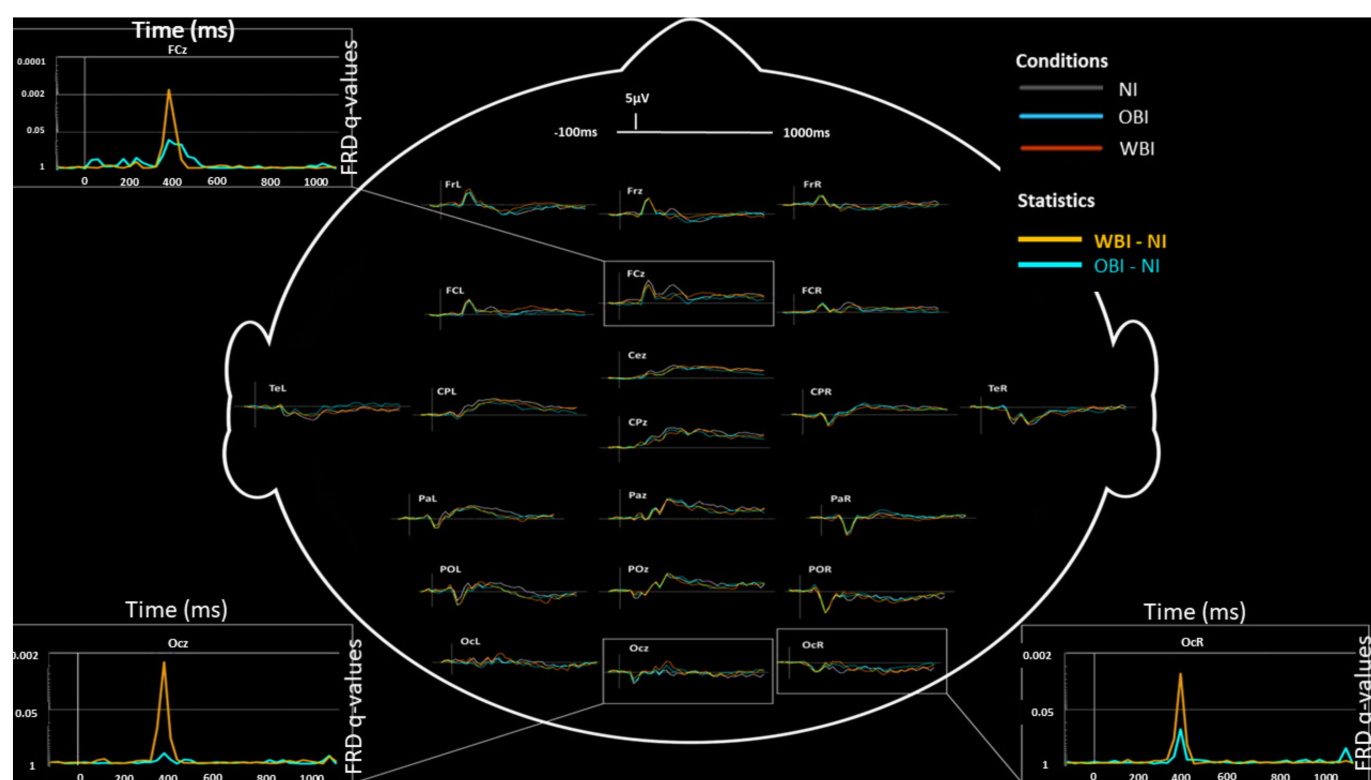 Time (ms)
FCz
0.0001
0.002
0.05
1
0 200 400 600 800 1000
FRD q-values
5µV
-100ms 1000ms
Conditions
NI
OBI
WBI
Statistics
WBI - NI
OBI - NI
FrL Frz FrR
FCL FCz FCR
Cez
TeL CPL CPR TeR
CPz
PaL Paz PaR
POL POz POR
OcL Ocz OcR
Time (ms)
Ocz
0.002
0.05
1
0 200 400 600 800 1000
FRD q-values
Time (ms)
OcR
0.002
0.05
1
0 200 400 600 800 1000
FRD q-values